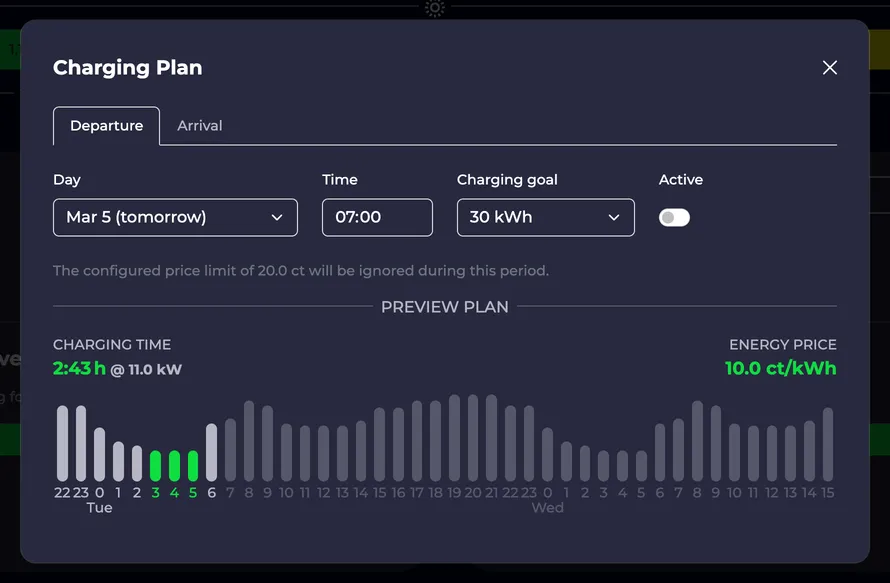 Charging Plan
Departure
Arrival
Day
Time
Charging goal
Active
Mar 5 (tomorrow)
07:00
30 kWh
The configured price limit of 20.0 ct will be ignored during this period.
PREVIEW PLAN
CHARGING TIME
ENERGY PRICE
2:43 h @ 11.0 kW
10.0 ct/kWh
22 23 0 1 2 3 4 5 6 7 8 9 10 11 12 13 14 15 16 17 18 19 20 21 22 23 0 1 2 3 4 5 6 7 8 9 10 11 12 13 14 15
Tue
Wed